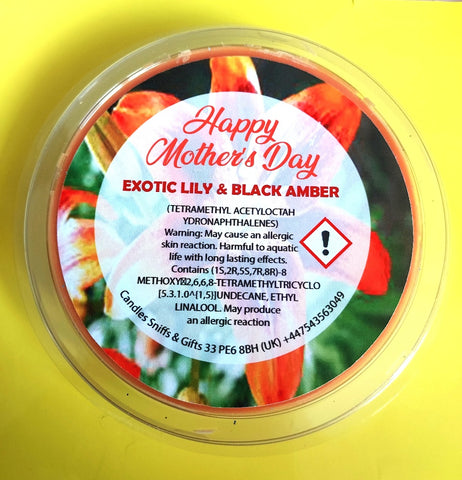 Happy
Mother's Day
EXOTIC LILY & BLACK AMBER
(TETRAMETHYL ACETYLOCTAH
YDRONAPHTHALENES)
Warning: May cause an allergic
skin reaction. Harmful to aquatic
life with long lasting effects.
Contains (1S,2R,5S,7R,8R)-8
METHOXY⍰2,6,6,8-TETRAMETHYLTRICYCLO
[5.3.1.0^[1,5]]UNDECANE, ETHYL
LINALOOL. May produce
an allergic reaction
Candles Sniffs & Gifts 33 PE6 8BH (UK) +447543563049